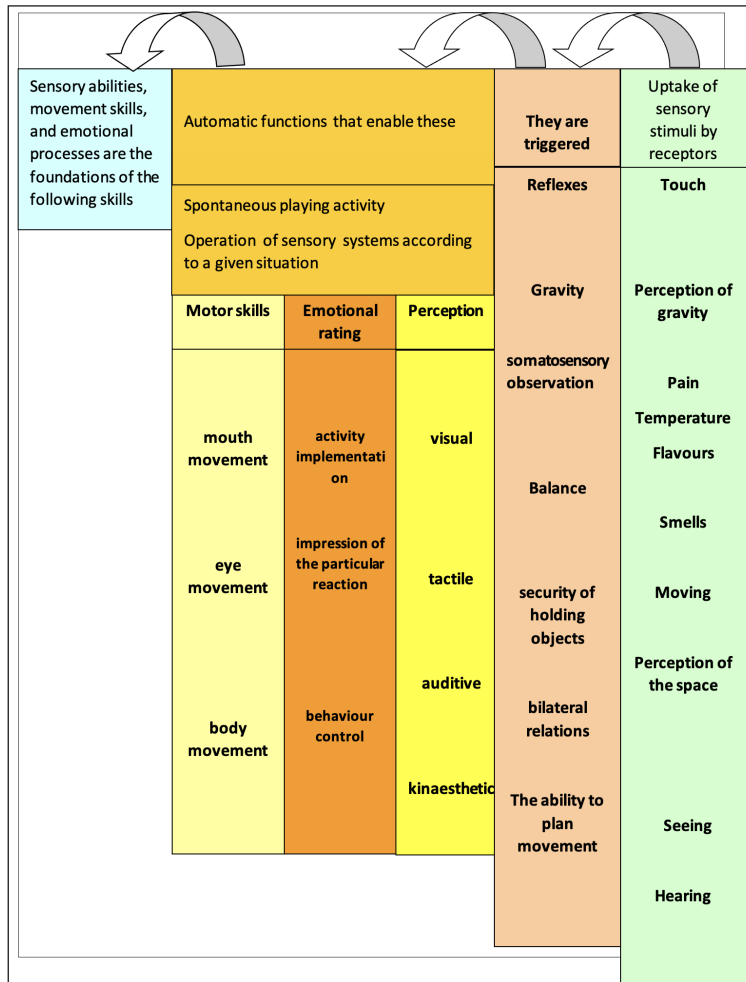 Sensory abilities,
movement skills,
and emotional
processes are the
foundations of the
following skills
Automatic functions that enable these
Spontaneous playing activity
Operation of sensory systems according
to a given situation
Motor skills
mouth
movement
eye
movement
body
movement
Emotional
rating
activity
implementati
on
impression of
the particular
reaction
behaviour
control
Perception
visual
tactile
auditive
kinaesthetic
They are
triggered
Reflexes
Gravity
somatosensory
observation
Balance
security of
holding
objects
bilateral
relations
The ability to
plan
movement
Uptake of
sensory
stimuli by
receptors
Touch
Perception of
gravity
Pain
Temperature
Flavours
Smells
Moving
Perception of
the space
Seeing
Hearing